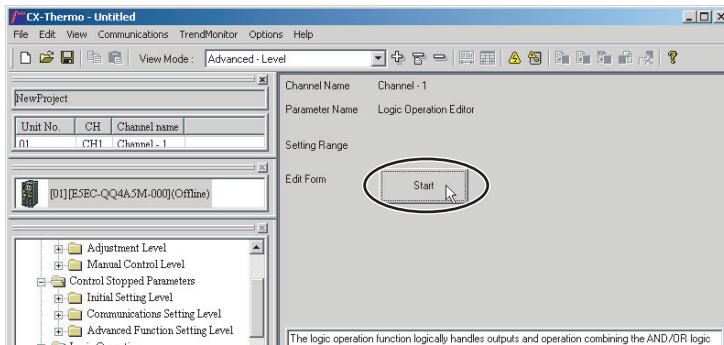 CX-Thermo - Untitled
File Edit View Communications TrendMonitor Options Help
View Mode : Advanced - Level
NewProject
Unit No. CH Channel name
01 CH1 Channel - 1
[01][E5EC-QQ4A5M-000](Offline)
Adjustment Level
Manual Control Level
Control Stopped Parameters
Initial Setting Level
Communications Setting Level
Advanced Function Setting Level
Channel Name Channel - 1
Parameter Name Logic Operation Editor
Setting Range
Edit Form Start
The logic operation function logically handles outputs and operation combining the AND/OR logic